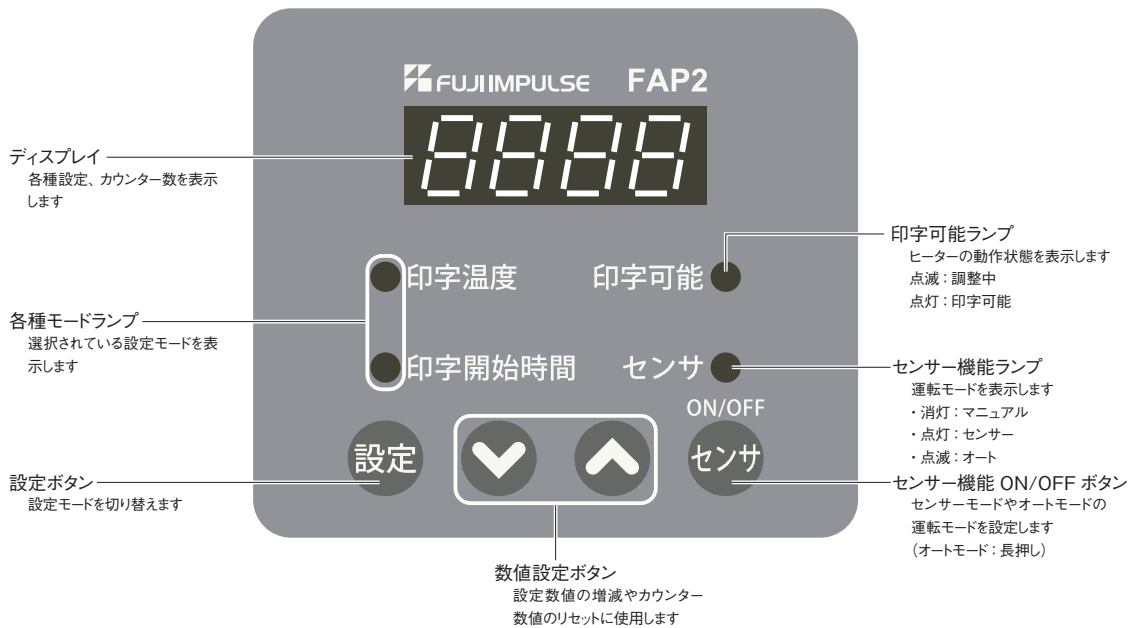 FUJI IMPULSE FAP2
8888
ディスプレイ
各種設定、カウンター数を表示
します
印字温度
印字可能
印字可能ランプ
ヒーターの動作状態を表示します
点滅：調整中
点灯：印字可能
各種モードランプ
選択されている設定モードを表
示します
印字開始時間
センサ
センサー機能ランプ
運転モードを表示します
・消灯：マニュアル
・点灯：センサー
・点滅：オート
ON/OFF
設定
センサ
設定ボタン
設定モードを切り替えます
センサー機能 ON/OFF ボタン
センサーモードやオートモードの
運転モードを設定します
（オートモード：長押し）
数値設定ボタン
設定数値の増減やカウンター
数値のリセットに使用します